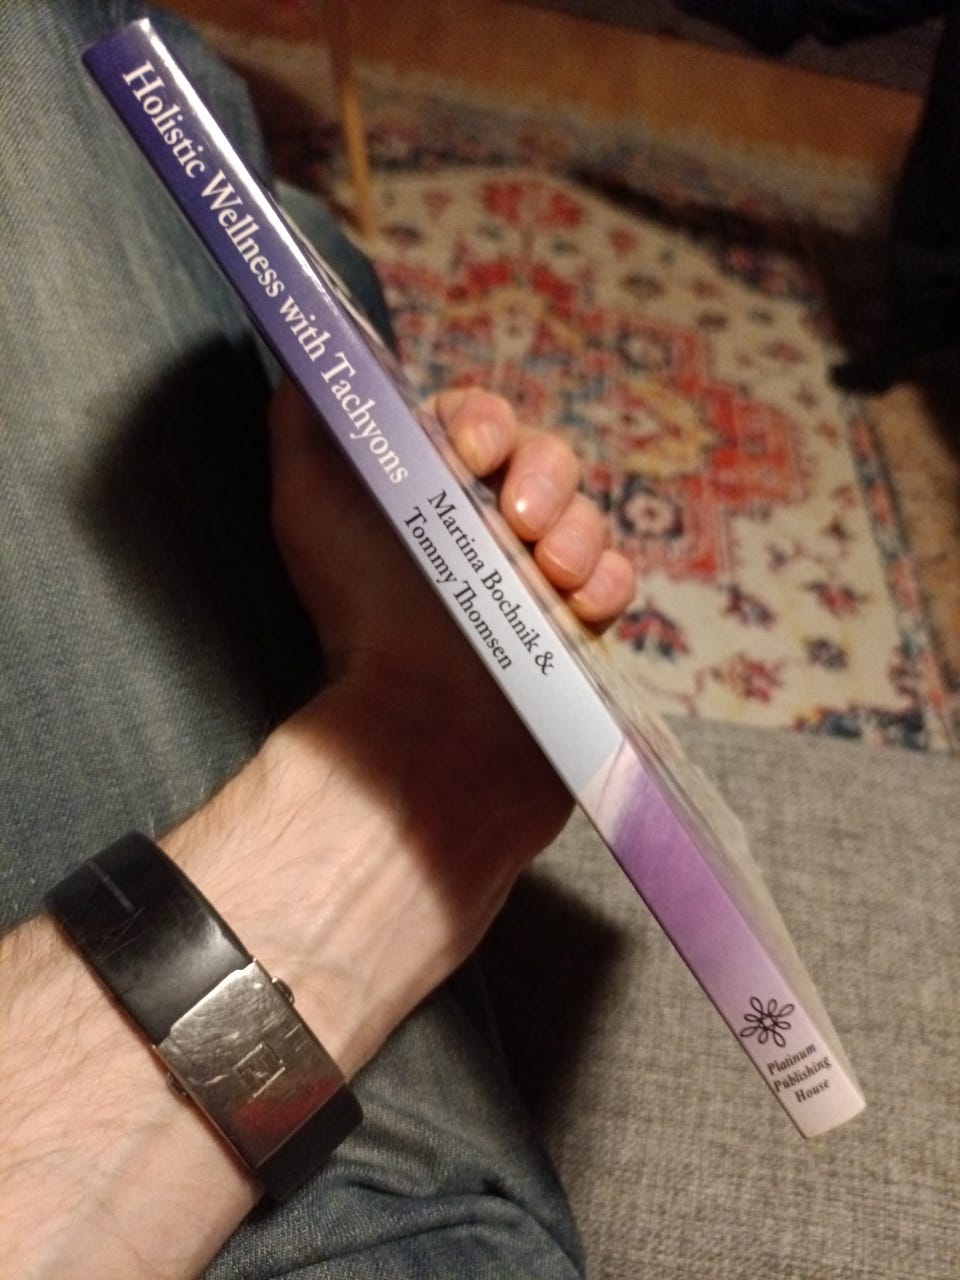 Holistic Wellness with Tachyons
Martina Bochnik &
Tommy Thomsen
Platinum
Publishing
House